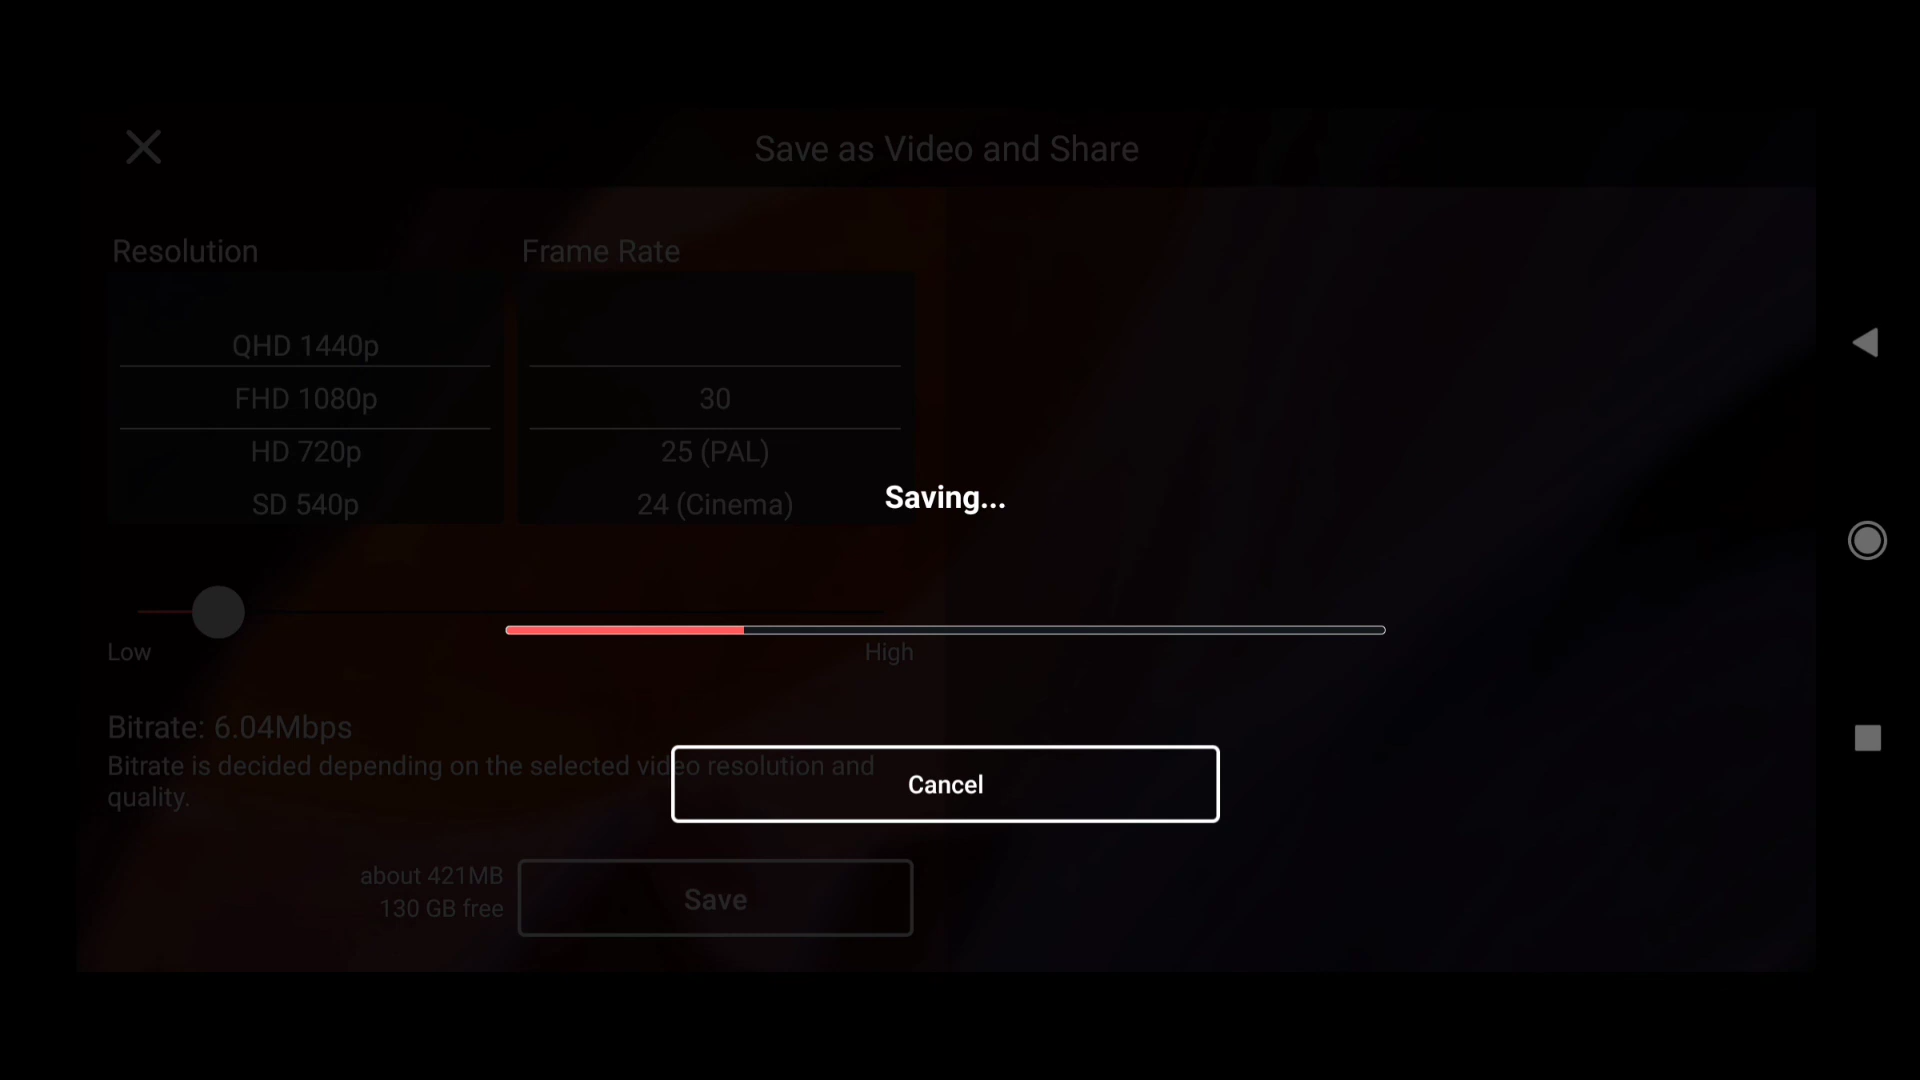 Save as Video and Share
Resolution
Frame Rate
QHD 1440p
FHD 1080p
HD 720p
SD 540p
30
25 (PAL)
24 (Cinema)
Saving...
Low
High
Bitrate: 6.04Mbps
Bitrate is decided depending on the selected video resolution and
quality.
Cancel
about 421MB
130 GB free
Save